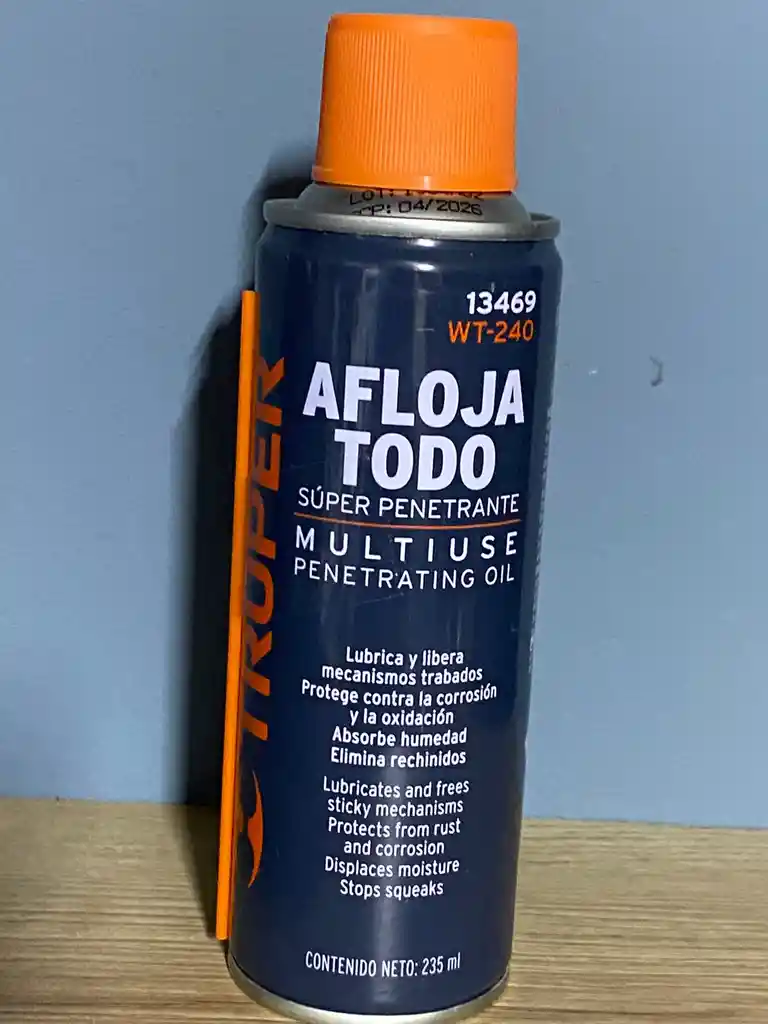 LOT:
: 04/2026
13469
WT-240
AFLOJA
TODO
SÚPER PENETRANTE
MULTIUSE
PENETRATING OIL
TRUPER
Lubrica y libera
mecanismos trabados
Protege contra la corrosión
y la oxidación
Absorbe humedad
Elimina rechinidos
Lubricates and frees
sticky mechanisms
Protects from rust
and corrosion
Displaces moisture
Stops squeaks
CONTENIDO NETO: 235 ml